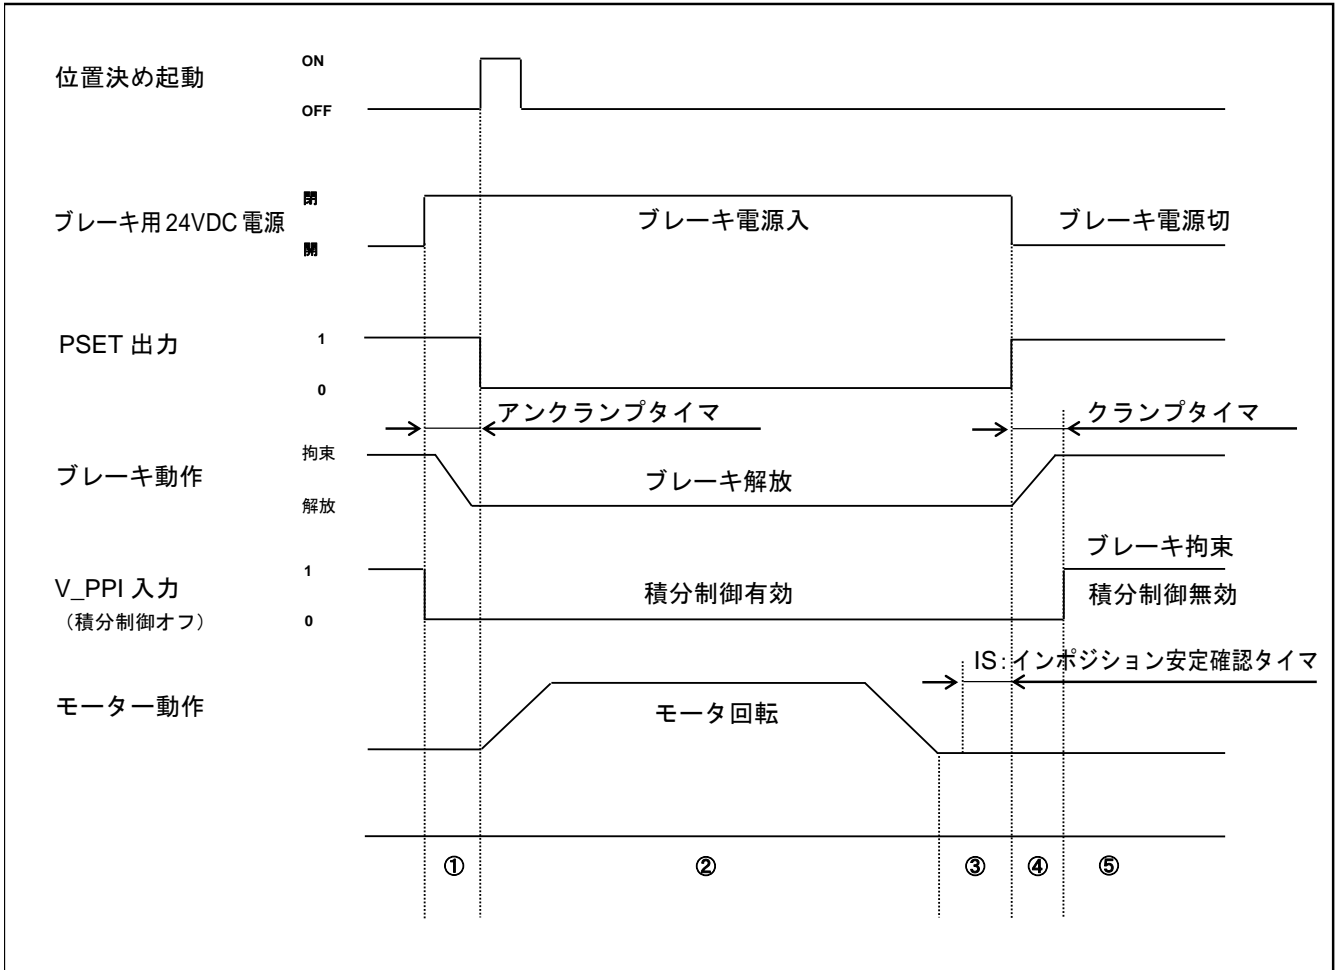 位置決め起動
ON
OFF
ブレーキ用24VDC電源
閉
開
ブレーキ電源入
ブレーキ電源切
PSET 出力
1
0
アンクランプタイマ
クランプタイマ
ブレーキ動作
拘束
解放
ブレーキ解放
ブレーキ拘束
V_PPI 入力
(積分制御オフ)
1
0
積分制御有効
積分制御無効
IS:インポジション安定確認タイマ
モーター動作
モータ回転
① ② ③ ④ ⑤